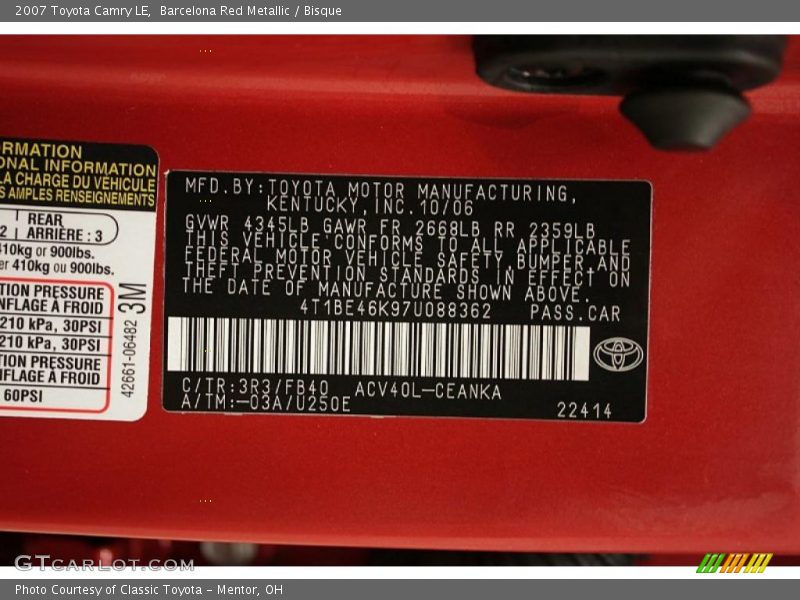 2007 Toyota Camry LE, Barcelona Red Metallic / Bisque
RMATION
ONAL INFORMATION
LA CHARGE DU VÉHICULE
S AMPLES RENSEIGNEMENTS
REAR
2 ARRIÈRE : 3
410kg or 900lbs.
er 410kg ou 900lbs.
TION PRESSURE
NFLAGE À FROID
210 kPa, 30PSI
210 kPa, 30PSI
TION PRESSURE
NFLAGE À FROID
60PSI
42661-06482 3M
MFD.BY:TOYOTA MOTOR MANUFACTURING,
KENTUCKY,INC.10/06
GVWR 4345LB GAWR FR 2668LB RR 2359LB
THIS VEHICLE CONFORMS TO ALL APPLICABLE
FEDERAL MOTOR VEHICLE SAFETY,BUMPER,AND
THEFT PREVENTION STANDARDS IN EFFECT ON
THE DATE OF MANUFACTURE SHOWN ABOVE.
4T1BE46K97U088362 PASS.CAR
C/TR:3R3/FB40 ACV40L-CEANKA
A/TM:-03A/U250E
22414
GTCARLOT.COM
Photo Courtesy of Classic Toyota - Mentor, OH